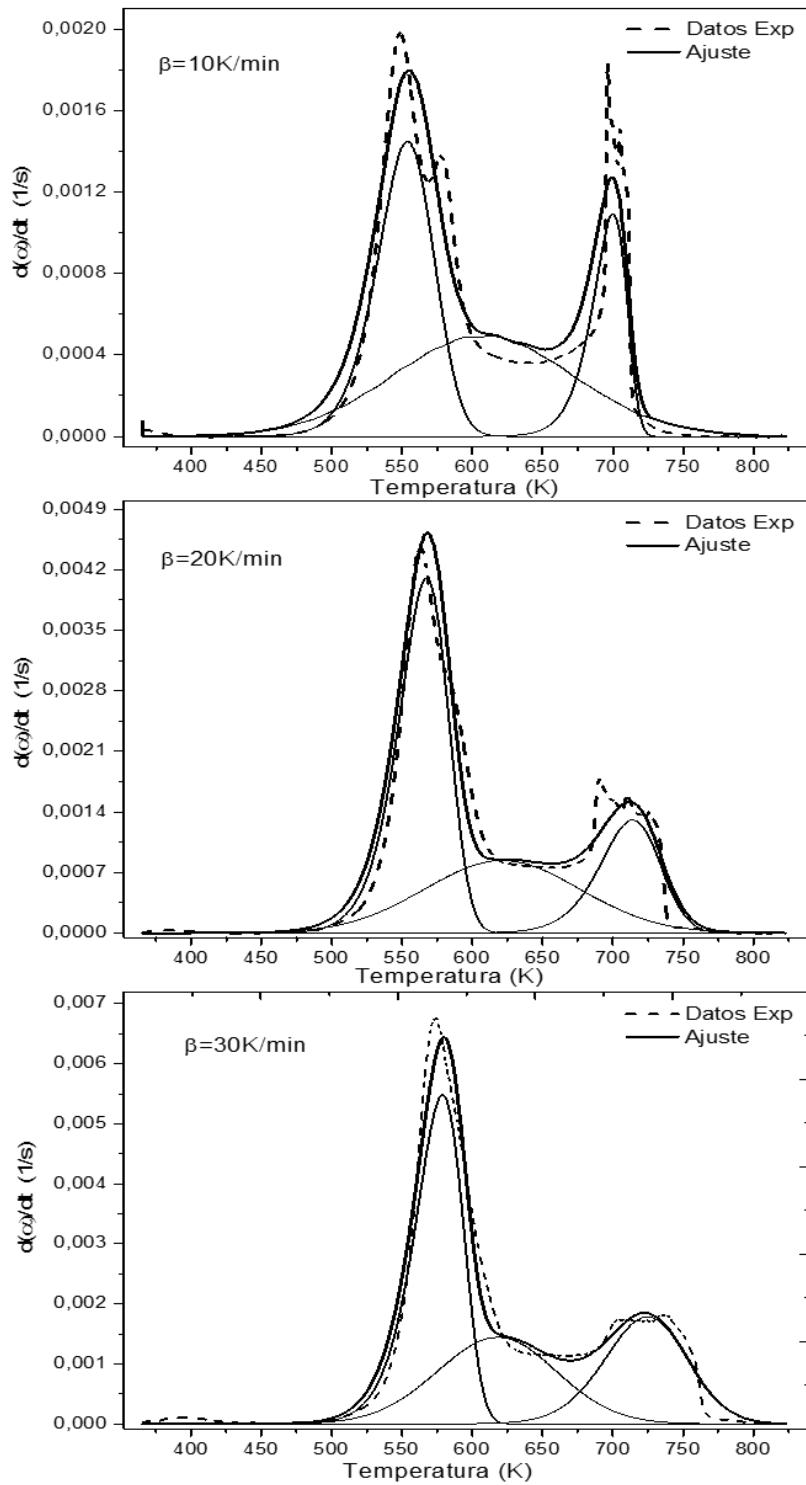 0,0020
0,0016
0,0012
0,0008
0,0004
0,0000
d(α)/dt (1/s)
β=10K/min
Datos Exp
Ajuste
400 450 500 550 600 650 700 750 800
Temperatura (K)
0,0049
0,0042
0,0035
0,0028
0,0021
0,0014
0,0007
0,0000
d(α)/dt (1/s)
β=20K/min
Datos Exp
Ajuste
400 450 500 550 600 650 700 750 800
Temperatura (K)
0,007
0,006
0,005
0,004
0,003
0,002
0,001
0,000
d(α)/dt (1/s)
β=30K/min
Datos Exp
Ajuste
400 450 500 550 600 650 700 750 800
Temperatura (K)